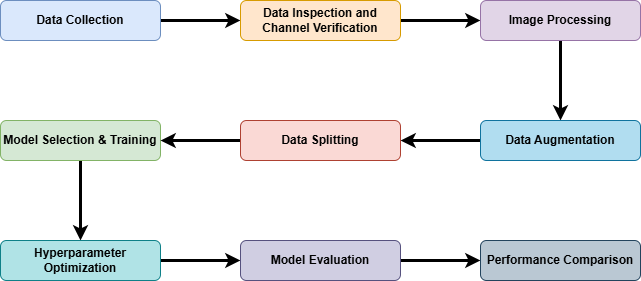 Data Collection
Data Inspection and
Channel Verification
Image Processing
Data Augmentation
Data Splitting
Model Selection & Training
Hyperparameter
Optimization
Model Evaluation
Performance Comparison